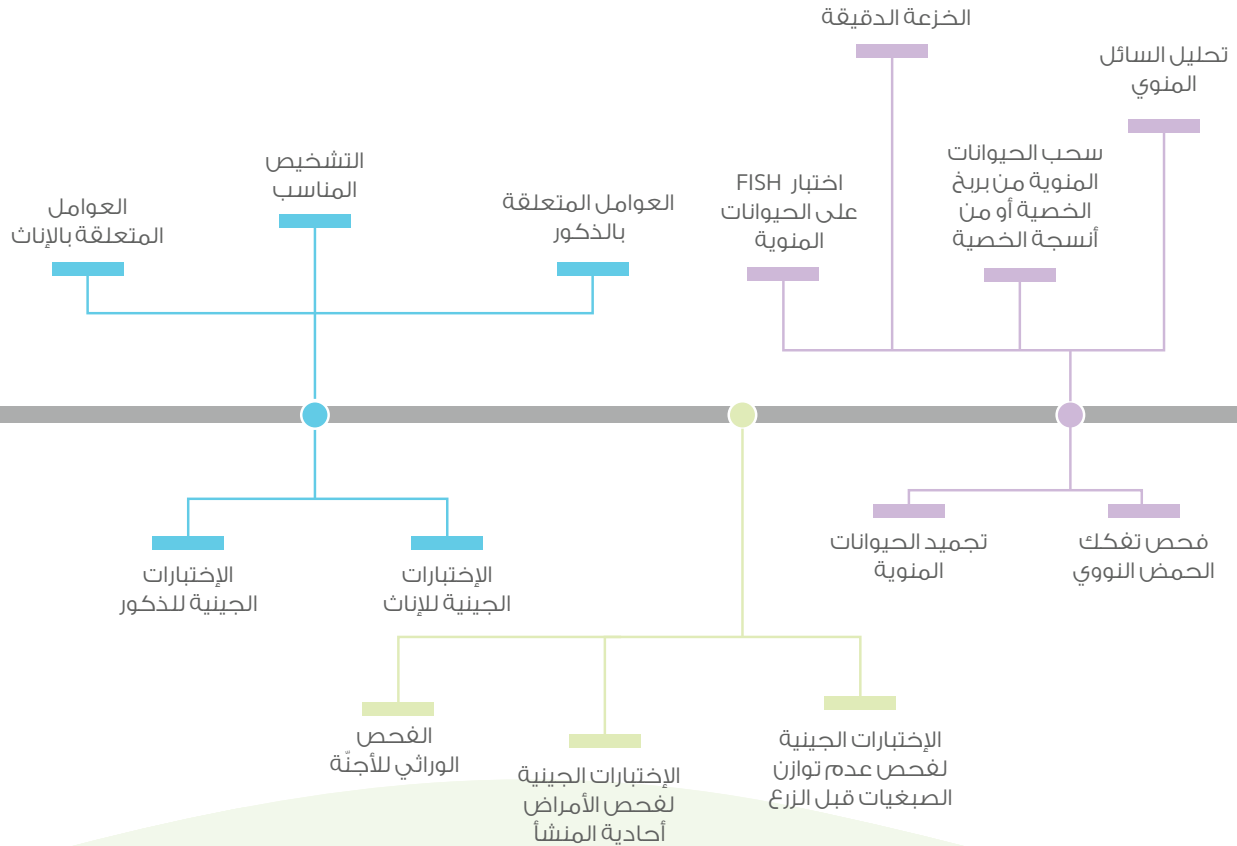 الخزعة الدقيقة
تحليل السائل
المنوي
سحب الحيوانات
المنوية من بربخ
الخصية أو من
أنسجة الخصية
اختبار FISH
على الحيوانات
المنوية
العوامل المتعلقة
بالذكور
التشخيص
المناسب
العوامل
المتعلقة بالإناث
فحص تفكك
الحمض النووي
تجميد الحيوانات
المنوية
الإختبارات
الجينية للإناث
الإختبارات
الجينية للذكور
الإختبارات الجينية
لفحص عدم توازن
الصبغيات قبل الزرع
الإختبارات الجينية
لفحص الأمراض
أحادية المنشأ
الفحص
الوراثي للأجنّة